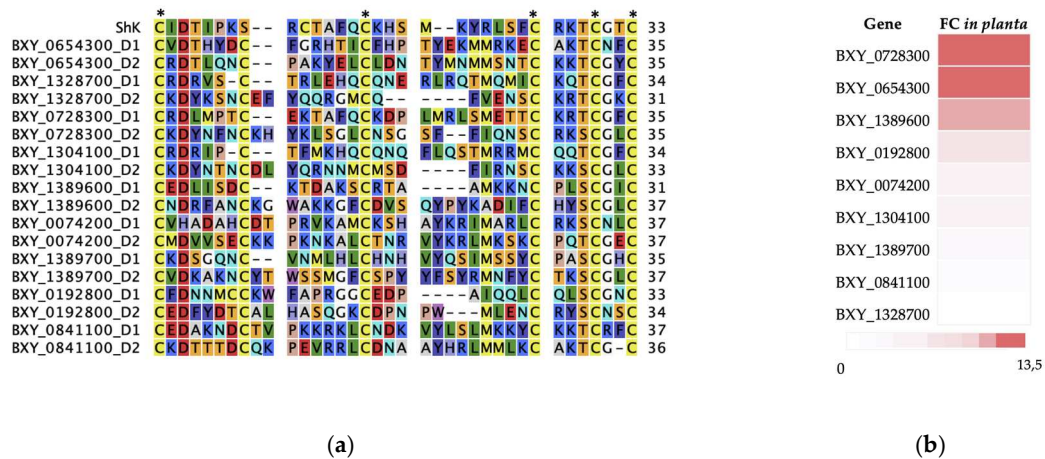 * * * * *
ShK CIDTIPKS-- RCTAFQCKHS M--KYRLSFC RKTCGTC 33
BXY_0654300_D1 CVDTHYDC-- FGRHTICFHP TYEKMMRKEC AKTCGFC 35
BXY_0654300_D2 CRDTLQNC-- PAKYELCLDN TYMNMMSNTC KKTCGYC 35
BXY_1328700_D1 CRDRVS-C-- TRLEHQCQNE RLRQTMQMIC KQTCGFC 34
BXY_1328700_D2 CKDYKSNCEF YQQRGMCQ-- ----FVENSC KRTCGKC 31
BXY_0728300_D1 CRDLMPTC-- EKTAFQCKDP LMRLSMETTC KRTCGFC 35
BXY_0728300_D2 CKDYNFNCKH YKLSGLCNSG SF--FIQNSC RKTCGLC 35
BXY_1304100_D1 CRDRIP-C-- TFMKHQCQNQ FLQSTMRRMC QQTCGFC 34
BXY_1304100_D2 CKDYNTNCDL YQRNNMCMSD ----FIRNSC KKTCGFC 33
BXY_1389600_D1 CEDLISDC-- KTDAKSCRTA ----AMKKNC PLSCGIC 31
BXY_1389600_D2 CNDRFANCKG WAKKGFCDVS QYPYKADIFC HYSCGLC 37
BXY_0074200_D1 CVHADAHCDT PRVKAMCKSH AYKRIMARLC RKSCNLC 37
BXY_0074200_D2 CMDVVSECKK PKNKALCTNR VYKRLMKSKC PQTCGEC 37
BXY_1389700_D1 CKDSSQNC-- VNMLHLCHNH VYQSIMSSYC PASCGHC 35
BXY_1389700_D2 CVDKAKNCYT WSSMGFCSPY YFSYRMNFYC TKSCGLC 37
BXY_0192800_D1 CFDNNMCCKW FAPRGGCEDP ----AIQQLC QLSCGNC 33
BXY_0192800_D2 CEDFYDTCAL HASQGKCDPN PW---MLENC RYSCNSC 34
BXY_0841100_D1 CEDAKNDCTV PKKRKLCNDK VYLSLMKKYC KKTCRFC 37
BXY_0841100_D2 CKDTTTDCQK PEVRRLCDNA AYHRLMMLKC AKTCG-C 36
(a)
Gene FC in planta
BXY_0728300
BXY_0654300
BXY_1389600
BXY_0192800
BXY_0074200
BXY_1304100
BXY_1389700
BXY_0841100
BXY_1328700
0 13,5
(b)